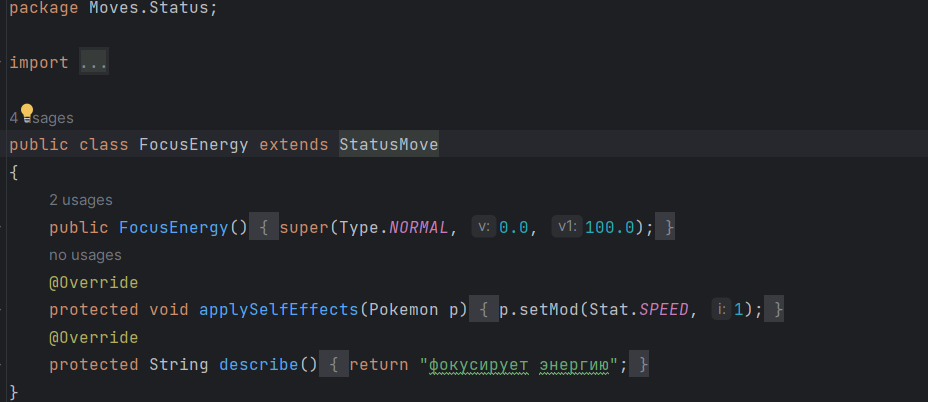 package Moves.Status;
import ...
4 usages
public class FocusEnergy extends StatusMove
{
2 usages
public FocusEnergy() { super(Type.NORMAL, v: 0.0, v1: 100.0); }
no usages
@Override
protected void applySelfEffects(Pokemon p) { p.setMod(Stat.SPEED, i: 1); }
@Override
protected String describe() { return "фокусирует энергию"; }
}